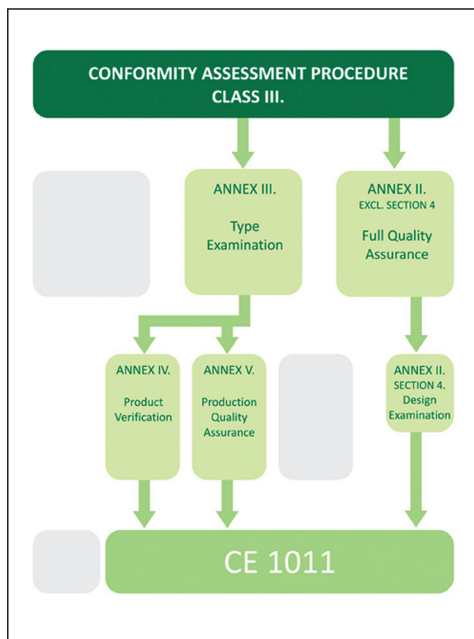 CONFORMITY ASSESSMENT PROCEDURE
CLASS III.
ANNEX III.
Type
Examination
ANNEX II.
EXCL. SECTION 4
Full Quality
Assurance
ANNEX IV.
Product
Verification
ANNEX V.
Production
Quality
Assurance
ANNEX II.
SECTION 4.
Design
Examination
CE 1011